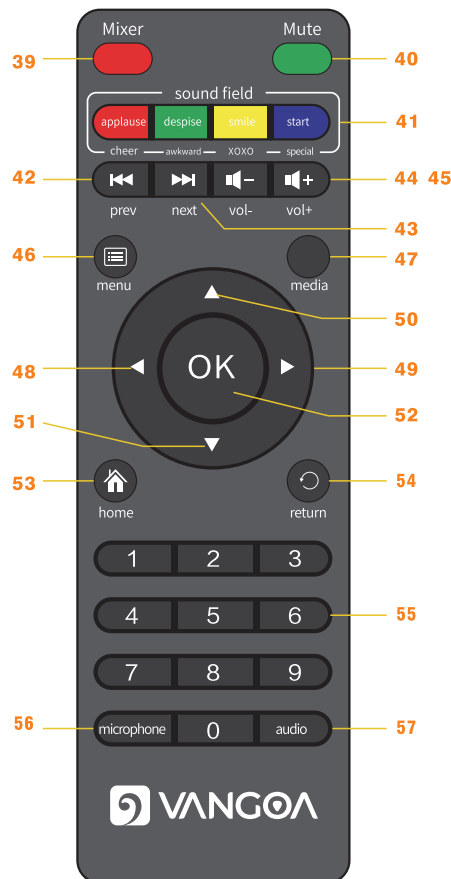 Mixer Mute
39 40
sound field
applause despise smile start 41
cheer awkward XOXO special
42 44 45
prev next vol- vol+
43
46 47
menu media
50
48 OK 49
52
51
53 54
home return
1 2 3
4 5 6 55
7 8 9
56 microphone 0 audio 57
VANGOA